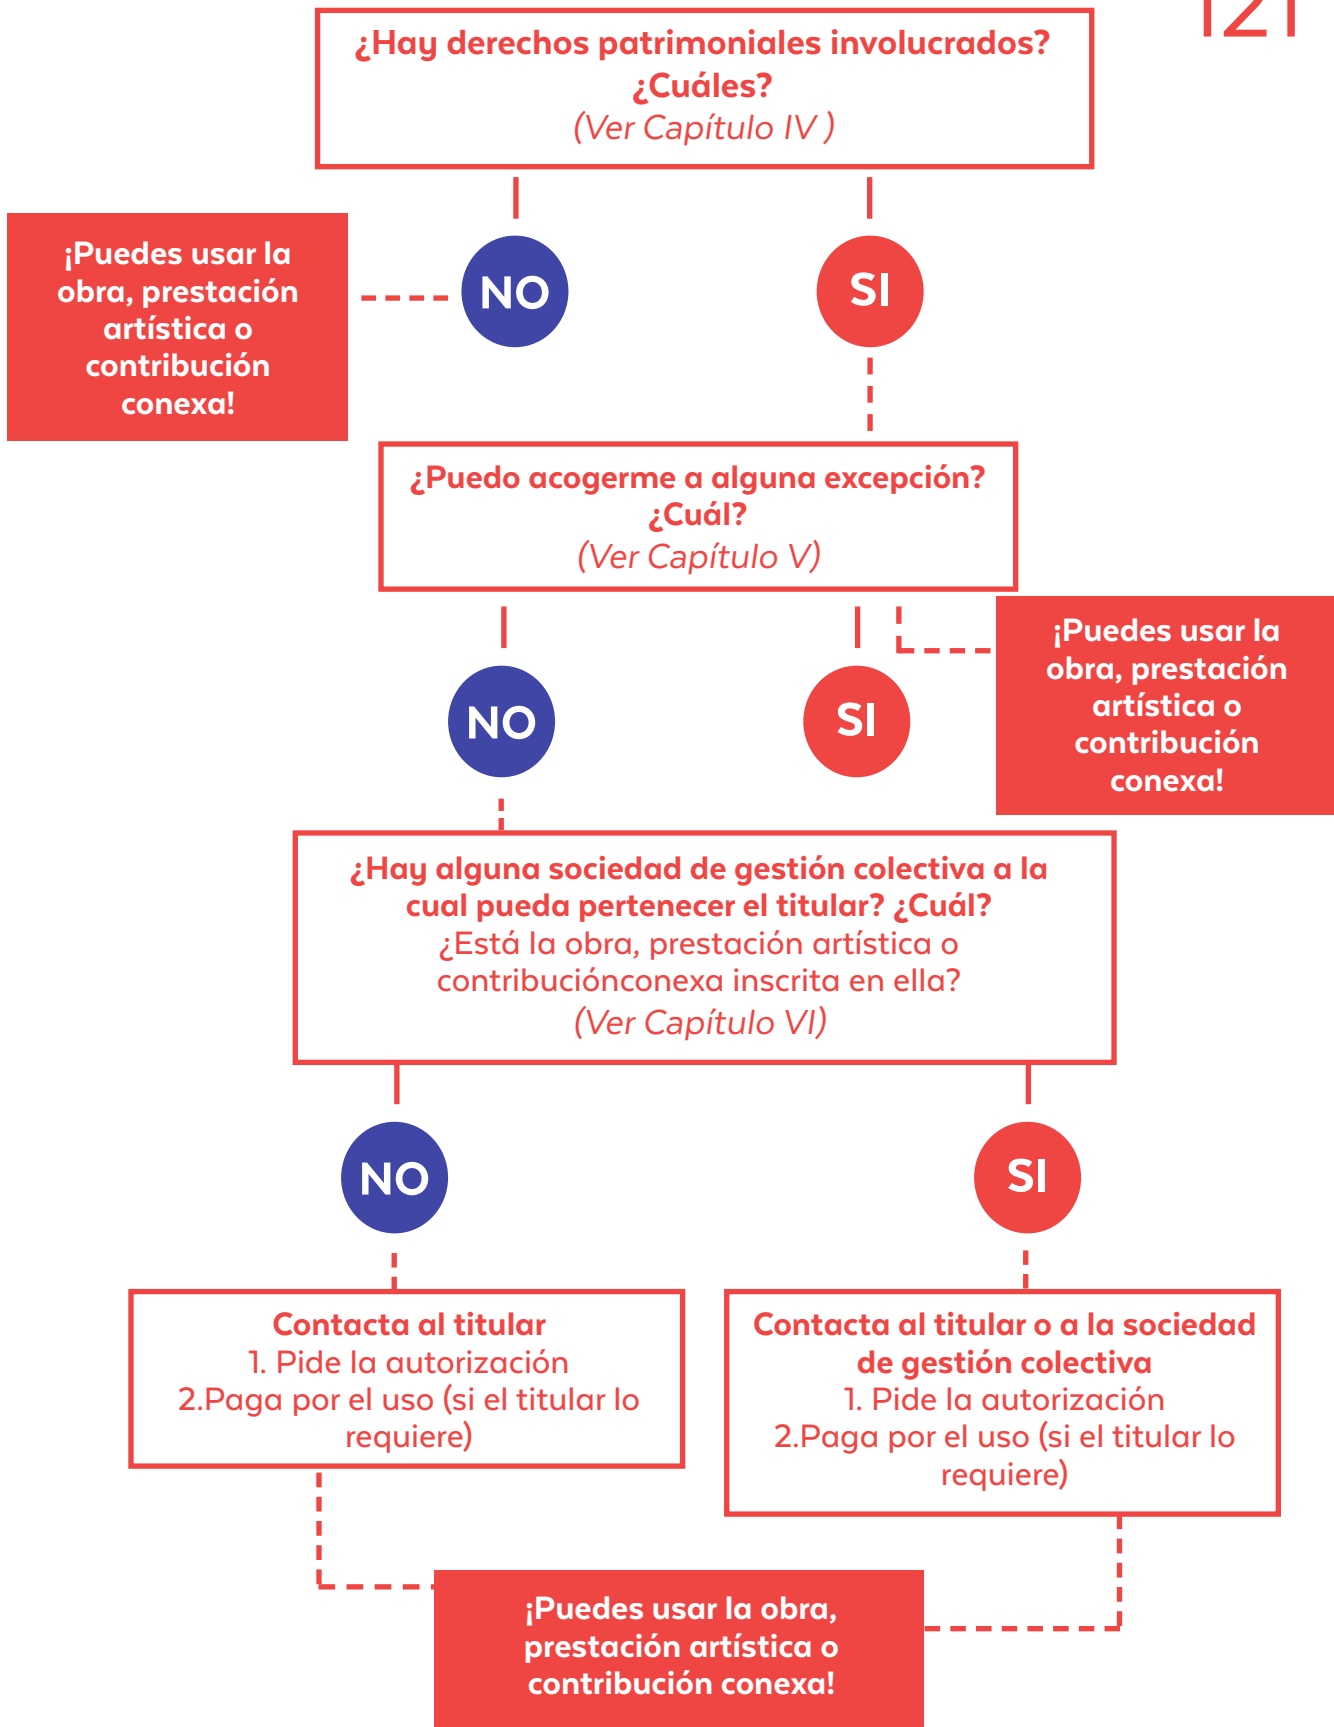 121
¿Hay derechos patrimoniales involucrados?
¿Cuáles?
(Ver Capítulo IV )
¡Puedes usar la
obra, prestación
artística o
contribución
conexa!
NO
SI
¿Puedo acogerme a alguna excepción?
¿Cuál?
(Ver Capítulo V)
NO
SI
¡Puedes usar la
obra, prestación
artística o
contribución
conexa!
¿Hay alguna sociedad de gestión colectiva a la
cual pueda pertenecer el titular? ¿Cuál?
¿Está la obra, prestación artística o
contribuciónconexa inscrita en ella?
(Ver Capítulo VI)
NO
SI
Contacta al titular
1. Pide la autorización
2.Paga por el uso (si el titular lo
requiere)
Contacta al titular o a la sociedad
de gestión colectiva
1. Pide la autorización
2.Paga por el uso (si el titular lo
requiere)
¡Puedes usar la obra,
prestación artística o
contribución conexa!